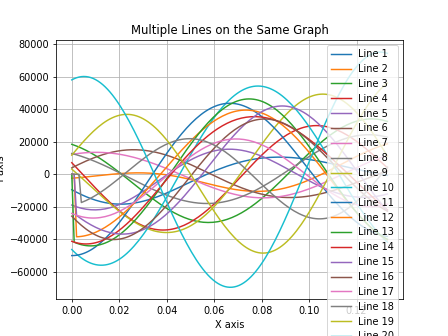 Multiple Lines on the Same Graph
80000
60000
40000
20000
0
−20000
−40000
−60000
0.00
0.02
0.04
0.06
0.08
0.10
X axis
Line 1
Line 2
Line 3
Line 4
Line 5
Line 6
Line 7
Line 8
Line 9
Line 10
Line 11
Line 12
Line 13
Line 14
Line 15
Line 16
Line 17
Line 18
Line 19
Line 20